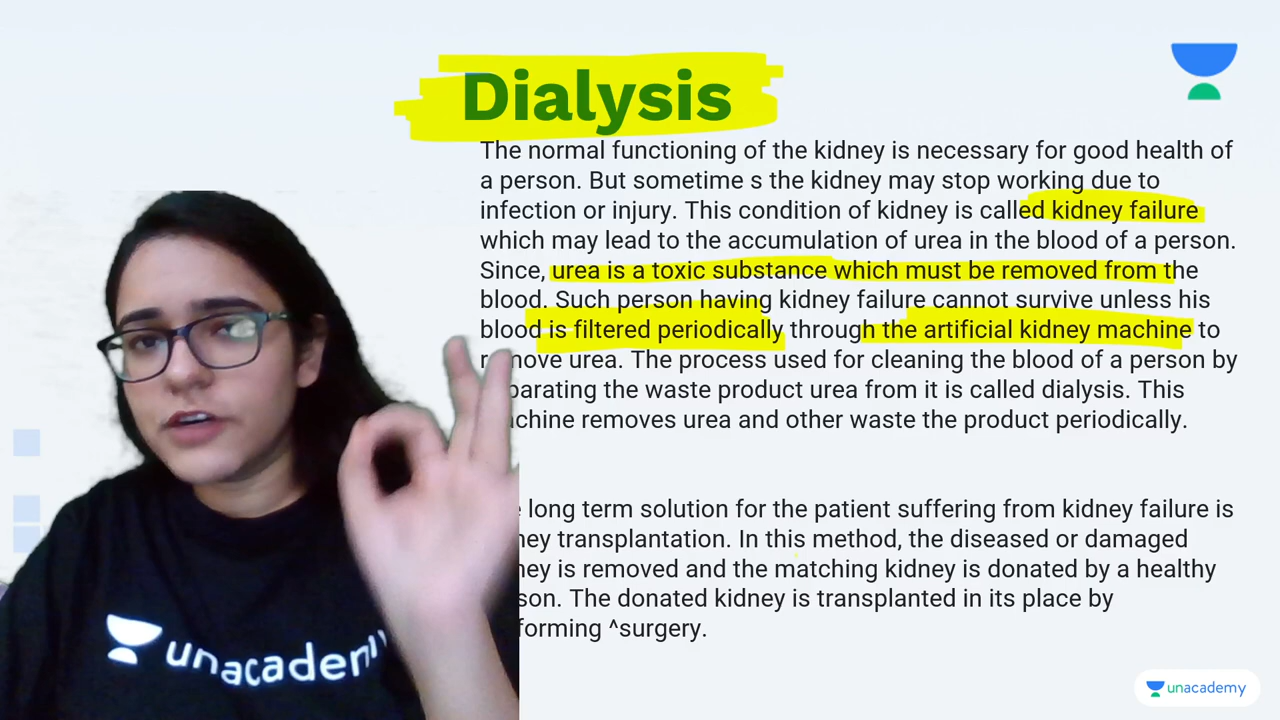 Dialysis
The normal functioning of the kidney is necessary for good health of
a person. But sometime s the kidney may stop working due to
infection or injury. This condition of kidney is called kidney failure
which may lead to the accumulation of urea in the blood of a person.
Since, urea is a toxic substance which must be removed from the
blood. Such person having kidney failure cannot survive unless his
blood is filtered periodically through the artificial kidney machine to
urea. The process used for cleaning the blood of a person by
the waste product urea from it is called dialysis. This
removes urea and other waste the product periodically.
long term solution for the patient suffering from kidney failure is
transplantation. In this method, the diseased or damaged
is removed and the matching kidney is donated by a healthy
The donated kidney is transplanted in its place by
^surgery.
unacademy
unacademy